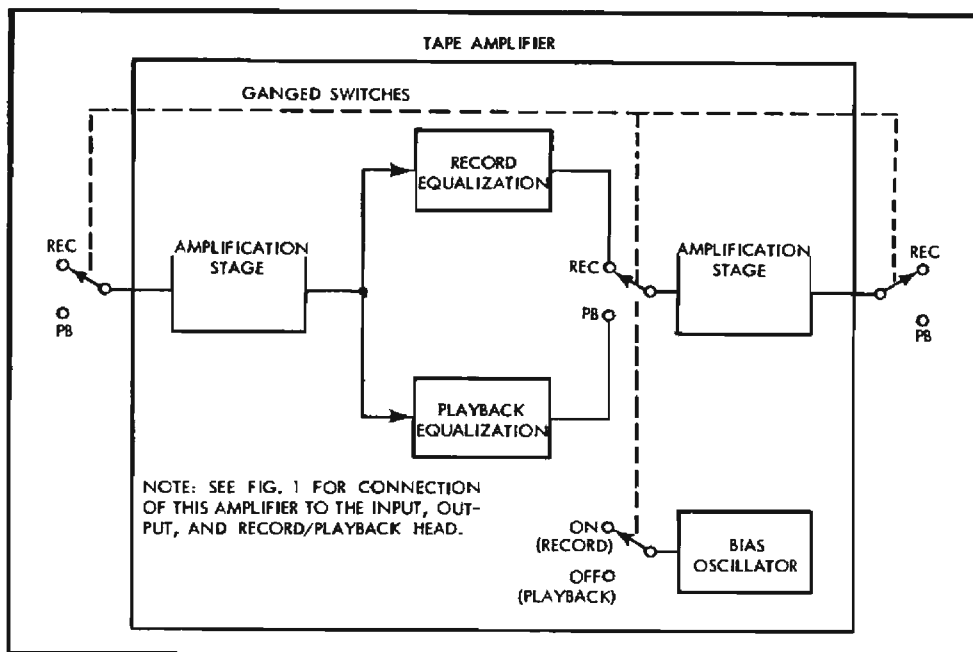 TAPE AMPLIFIER
GANGED SWITCHES
RECORD
EQUALIZATION
REC
PB
AMPLIFICATION
STAGE
REC
PB
AMPLIFICATION
STAGE
REC
PB
PLAYBACK
EQUALIZATION
NOTE: SEE FIG. 1 FOR CONNECTION
OF THIS AMPLIFIER TO THE INPUT, OUT-
PUT, AND RECORD/PLAYBACK HEAD.
ON
(RECORD)
OFF
(PLAYBACK)
BIAS
OSCILLATOR